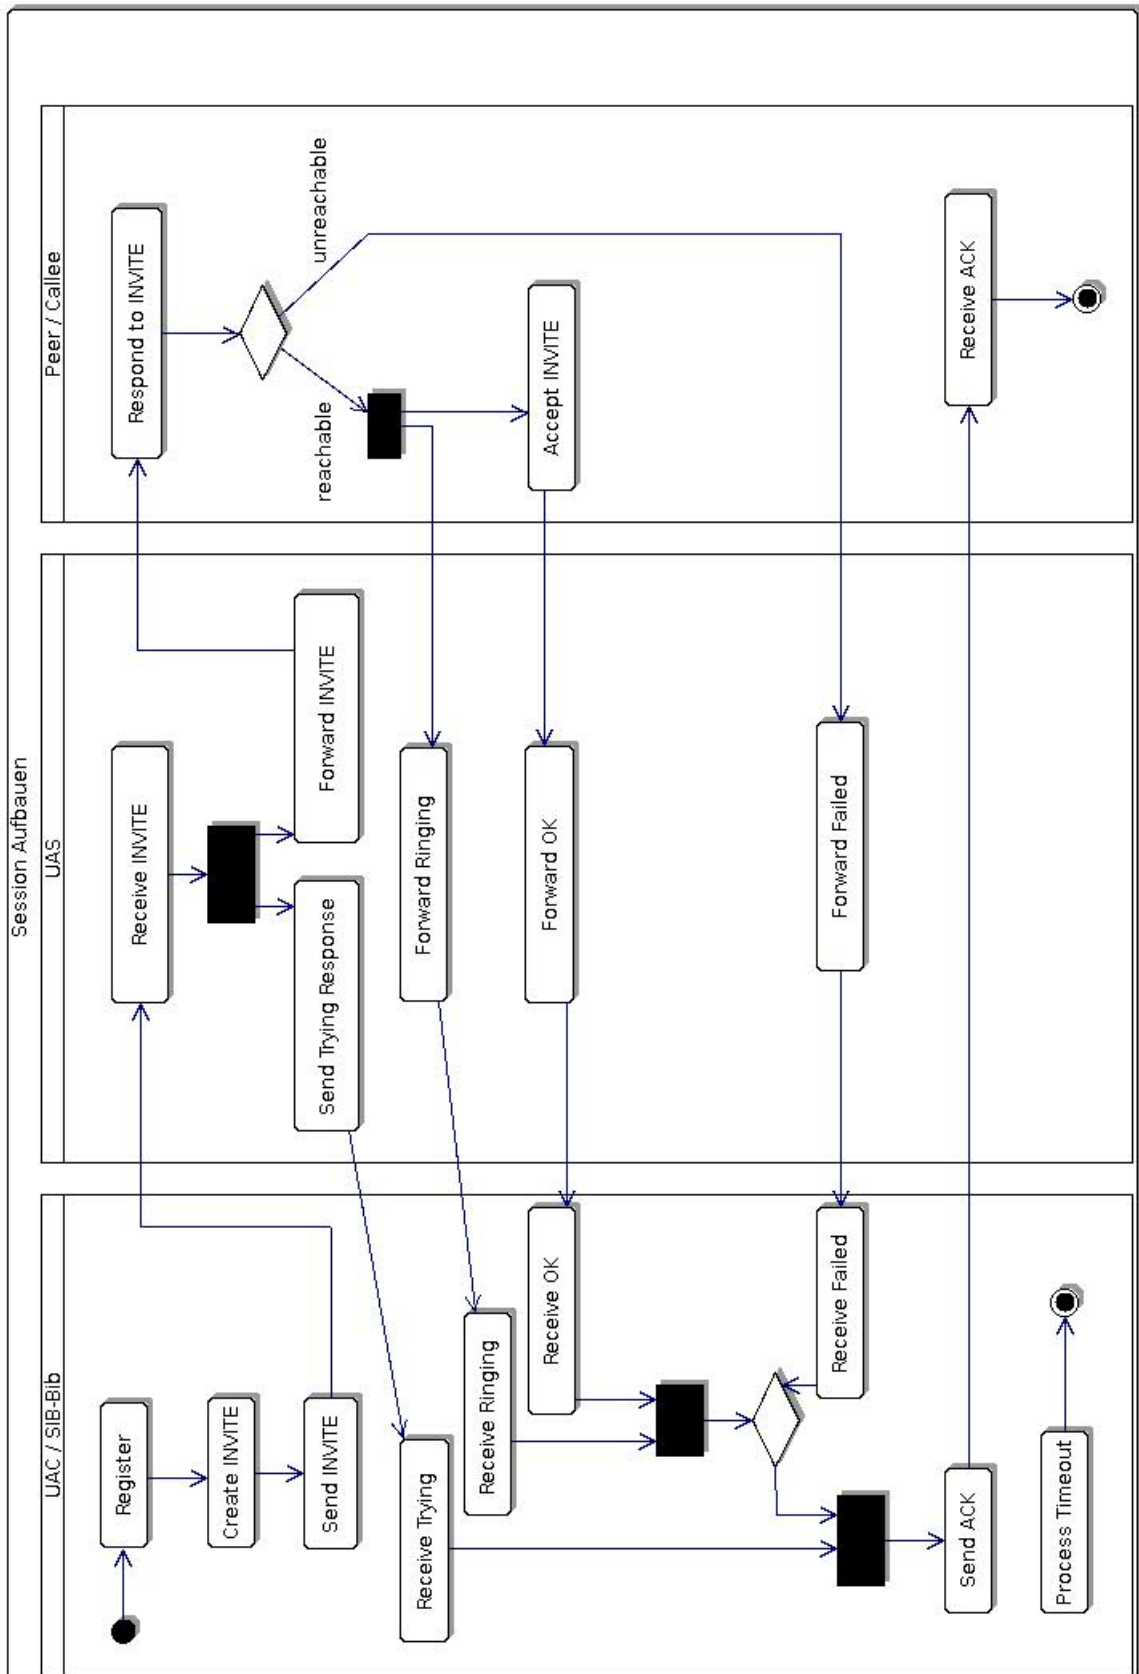 Session Aufbauen
UAC / SIB-Bib
Register
Create INVITE
Send INVITE
Receive Trying
Receive Ringing
Receive OK
Receive Failed
Send ACK
Process Timeout
UAS
Receive INVITE
Send Trying Response
Forward INVITE
Forward Ringing
Forward OK
Forward Failed
Peer / Callee
Respond to INVITE
reachable
unreachable
Accept INVITE
Receive ACK